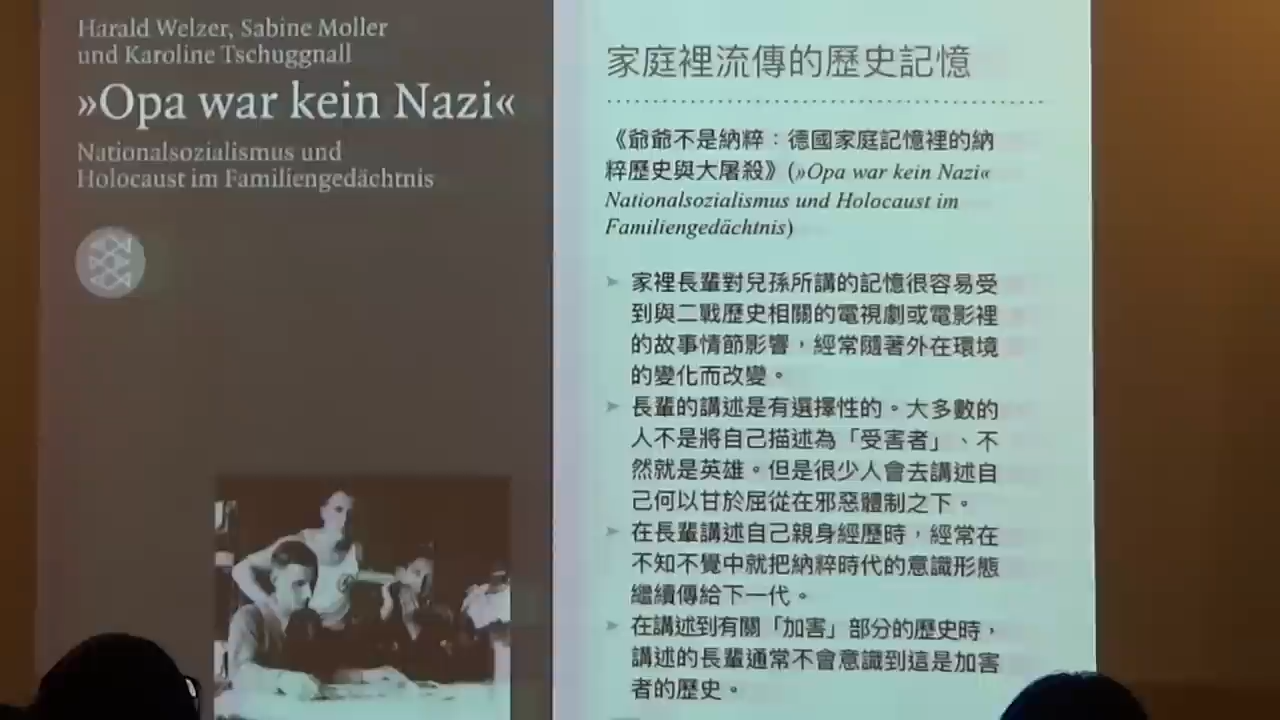 Harald Welzer, Sabine Moller
und Karoline Tschuggnall
»Opa war kein Nazi«
Nationalsozialismus und
Holocaust im Familiengedächtnis
家庭裡流傳的歷史記憶
《爺爺不是納粹：德國家庭記憶裡的納
粹歷史與大屠殺》(»Opa war kein Nazi«
Nationalsozialismus und Holocaust im
Familiengedächtnis)
家裡長輩對兒孫所講的記憶很容易受
到與二戰歷史相關的電視劇或電影裡
的故事情節影響，經常隨著外在環境
的變化而改變。
長輩的講述是有選擇性的。大多數的
人不是將自己描述為「受害者」、不
然就是英雄。但是很少人會去講述自
己何以甘於屈從在邪惡體制之下。
在長輩講述自己親身經歷時，經常在
不知不覺中就把納粹時代的意識形態
繼續傳給下一代。
在講述到有關「加害」部分的歷史時，
講述的長輩通常不會意識到這是加害
者的歷史。